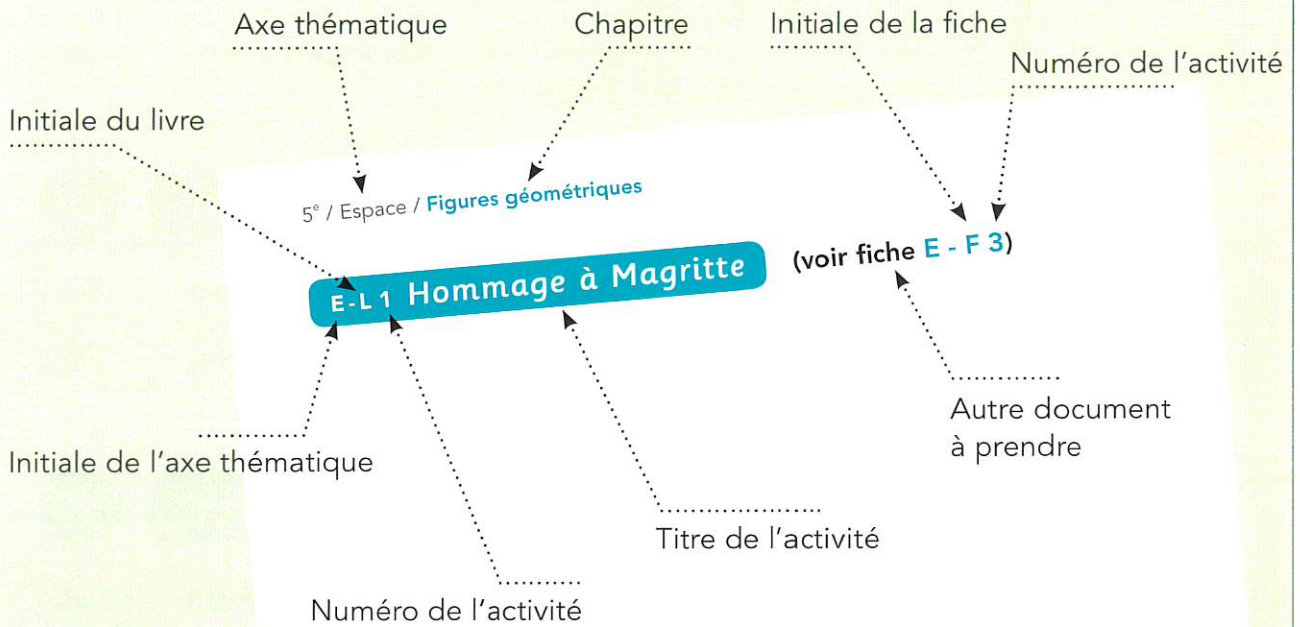 Axe thématique
Chapitre
Initiale de la fiche
Numéro de l'activité
Initiale du livre
5e / Espace / Figures géométriques
E-L 1 Hommage à Magritte (voir fiche E - F 3)
Autre document
à prendre
Initiale de l'axe thématique
Titre de l'activité
Numéro de l'activité